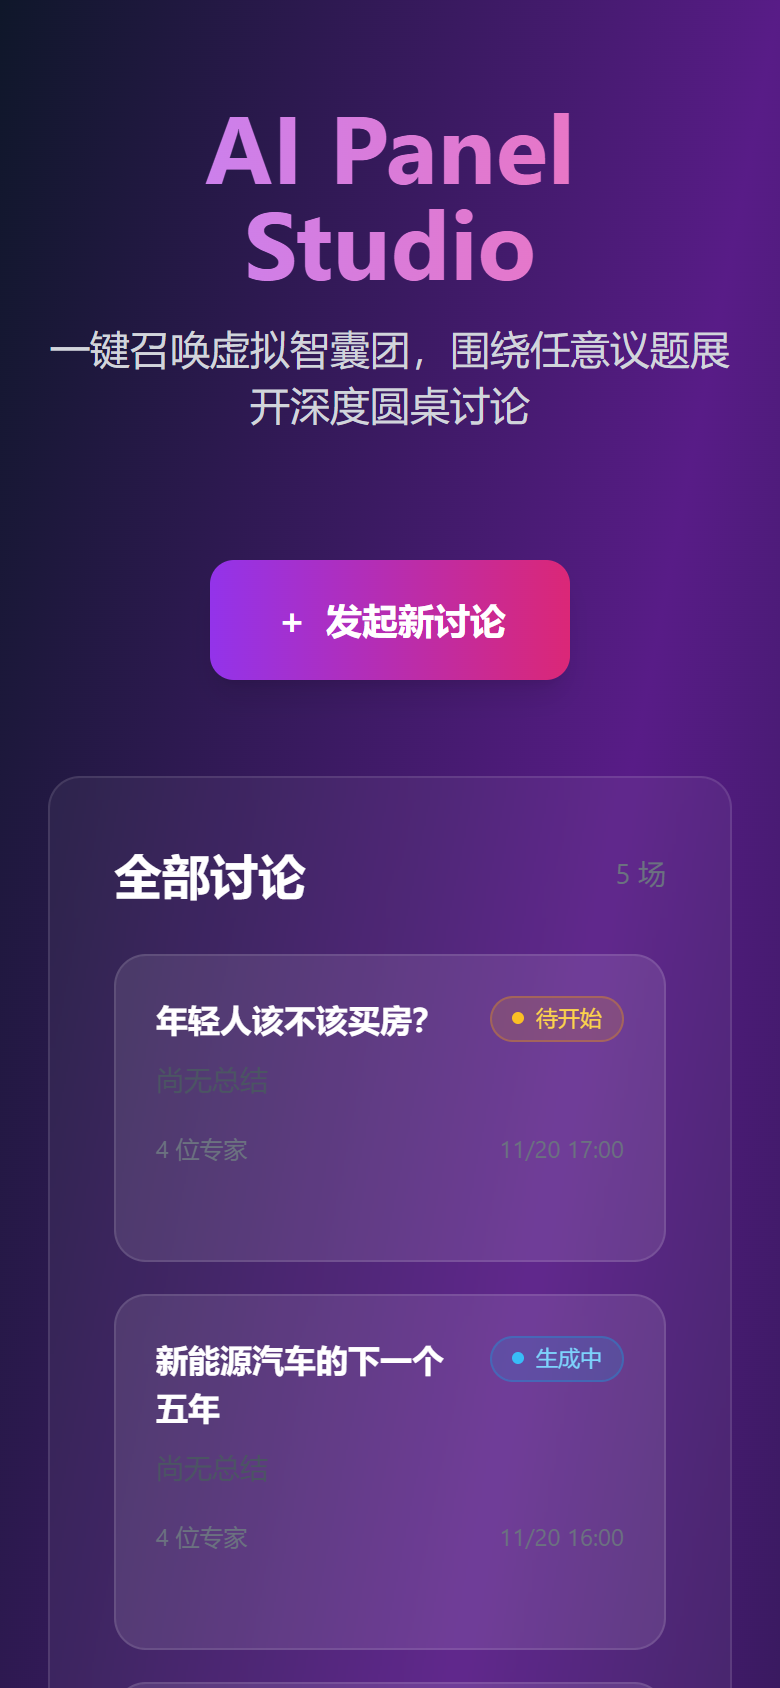 AI Panel
Studio
一键召唤虚拟智囊团，围绕任意议题展
开深度圆桌讨论
+ 发起新讨论
全部讨论
5 场
年轻人该不该买房？
待开始
尚无总结
4 位专家
11/20 17:00
新能源汽车的下一个
五年
生成中
尚无总结
4 位专家
11/20 16:00